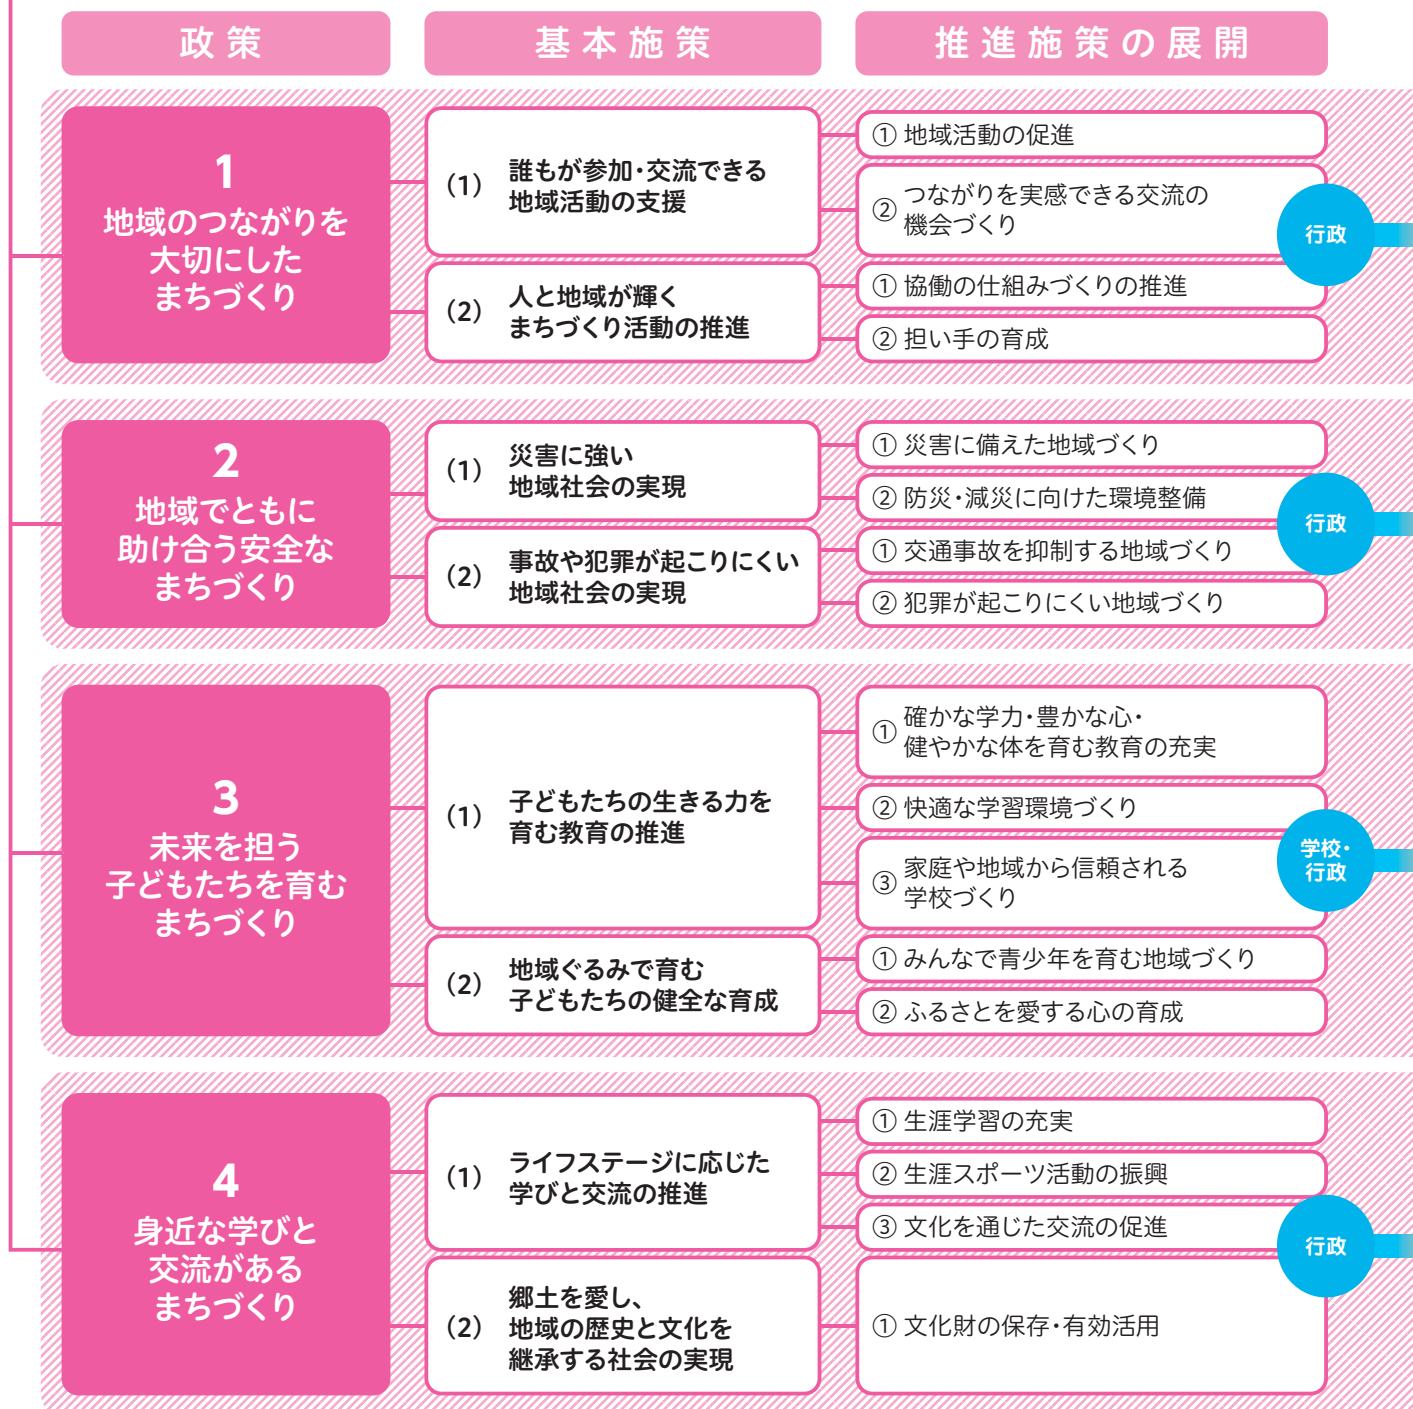 政策
基本施策
推進施策の展開
1
地域のつながりを
大切にした
まちづくり
(1)
誰もが参加・交流できる
地域活動の支援
① 地域活動の促進
② つながりを実感できる交流の
機会づくり
(2)
人と地域が輝く
まちづくり活動の推進
① 協働の仕組みづくりの推進
② 担い手の育成
行政
2
地域でともに
助け合う安全な
まちづくり
(1)
災害に強い
地域社会の実現
① 災害に備えた地域づくり
② 防災・減災に向けた環境整備
(2)
事故や犯罪が起こりにくい
地域社会の実現
① 交通事故を抑制する地域づくり
② 犯罪が起こりにくい地域づくり
行政
3
未来を担う
子どもたちを育む
まちづくり
(1)
子どもたちの生きる力を
育む教育の推進
① 確かな学力・豊かな心・
健やかな体を育む教育の充実
② 快適な学習環境づくり
③ 家庭や地域から信頼される
学校づくり
(2)
地域ぐるみで育む
子どもたちの健全な育成
① みんなで青少年を育む地域づくり
② ふるさとを愛する心の育成
学校・
行政
4
身近な学びと
交流がある
まちづくり
(1)
ライフステージに応じた
学びと交流の推進
① 生涯学習の充実
② 生涯スポーツ活動の振興
③ 文化を通じた交流の促進
(2)
郷土を愛し、
地域の歴史と文化を
継承する社会の実現
① 文化財の保存・有効活用
行政